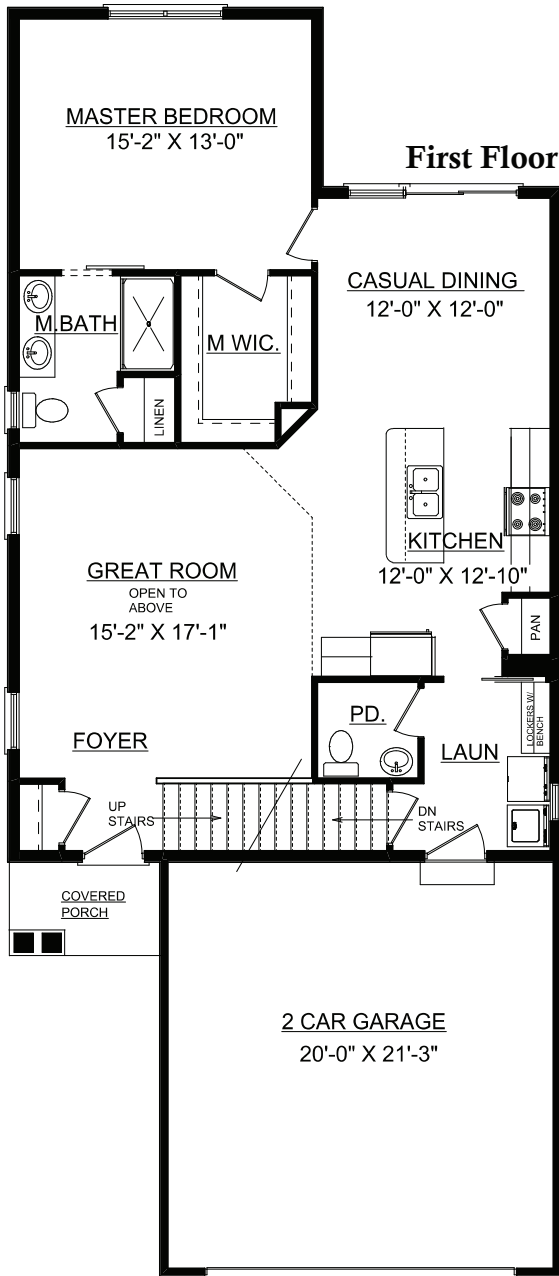 MASTER BEDROOM
15'-2" X 13'-0"
First Floor
CASUAL DINING
12'-0" X 12'-0"
M.BATH
M WIC.
LINEN
KITCHEN
12'-0" X 12'-10"
GREAT ROOM
OPEN TO
ABOVE
15'-2" X 17'-1"
PAN
LOCKERS W/
BENCH
PD.
FOYER
LAUN
UP
STAIRS
DN
STAIRS
COVERED
PORCH
2 CAR GARAGE
20'-0" X 21'-3"